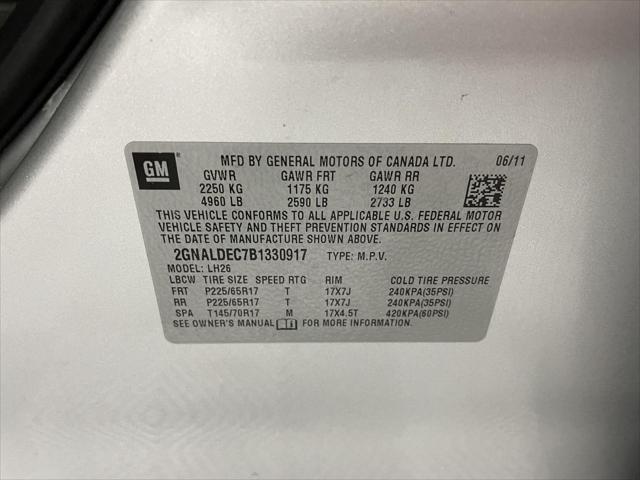 GM MFD BY GENERAL MOTORS OF CANADA LTD. 06/11
GVWR GAWR FRT GAWR RR
2250 KG 1175 KG 1240 KG
4960 LB 2590 LB 2733 LB
THIS VEHICLE CONFORMS TO ALL APPLICABLE U.S. FEDERAL MOTOR
VEHICLE SAFETY AND THEFT PREVENTION STANDARDS IN EFFECT ON
THE DATE OF MANUFACTURE SHOWN ABOVE.
2GNALDEC7B1330917 TYPE: M.P.V.
MODEL: LH26
LBCW TIRE SIZE SPEED RTG RIM COLD TIRE PRESSURE
FRT P225/65R17 T 17X7J 240KPA(35PSI)
RR P225/65R17 T 17X7J 240KPA(35PSI)
SPA T145/70R17 M 17X4.5T 420KPA(60PSI)
SEE OWNER'S MANUAL FOR MORE INFORMATION.